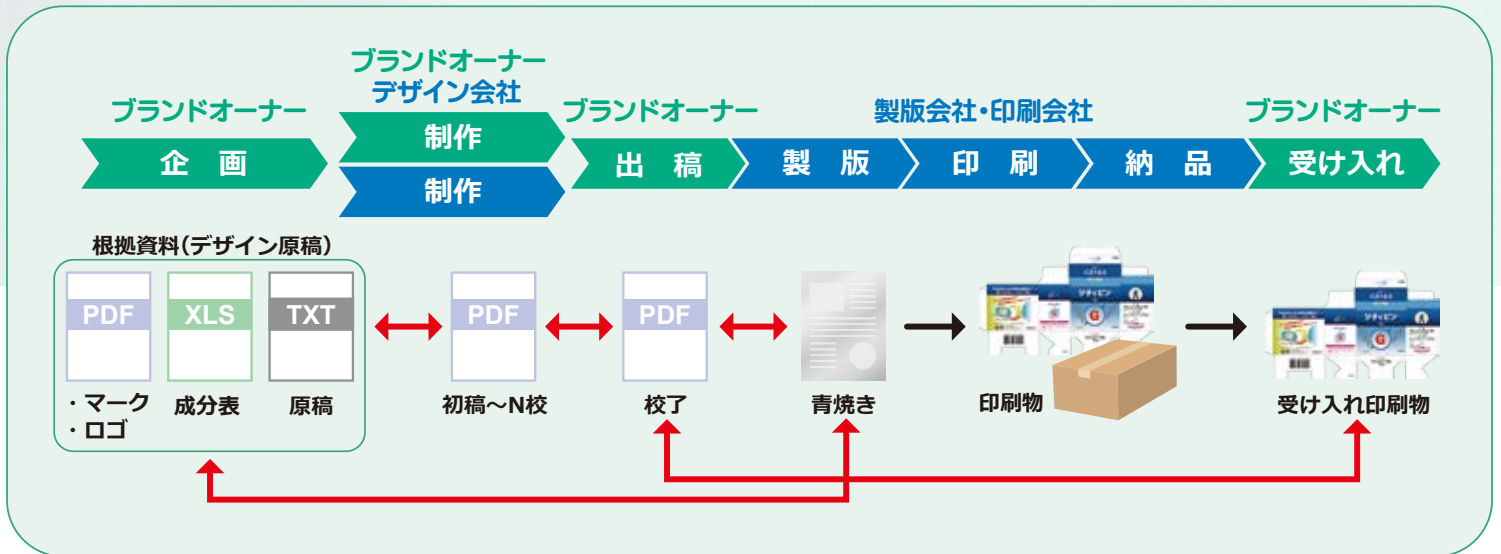 ブランドオーナー
デザイン会社
ブランドオーナー
ブランドオーナー
製版会社・印刷会社
ブランドオーナー
企 画
制作
制作
出 稿
製 版
印 刷
納 品
受け入れ
根拠資料(デザイン原稿)
PDF
XLS
TXT
PDF
PDF
・マーク
・ロゴ
成分表
原稿
初稿〜N校
校了
青焼き
印刷物
受け入れ印刷物